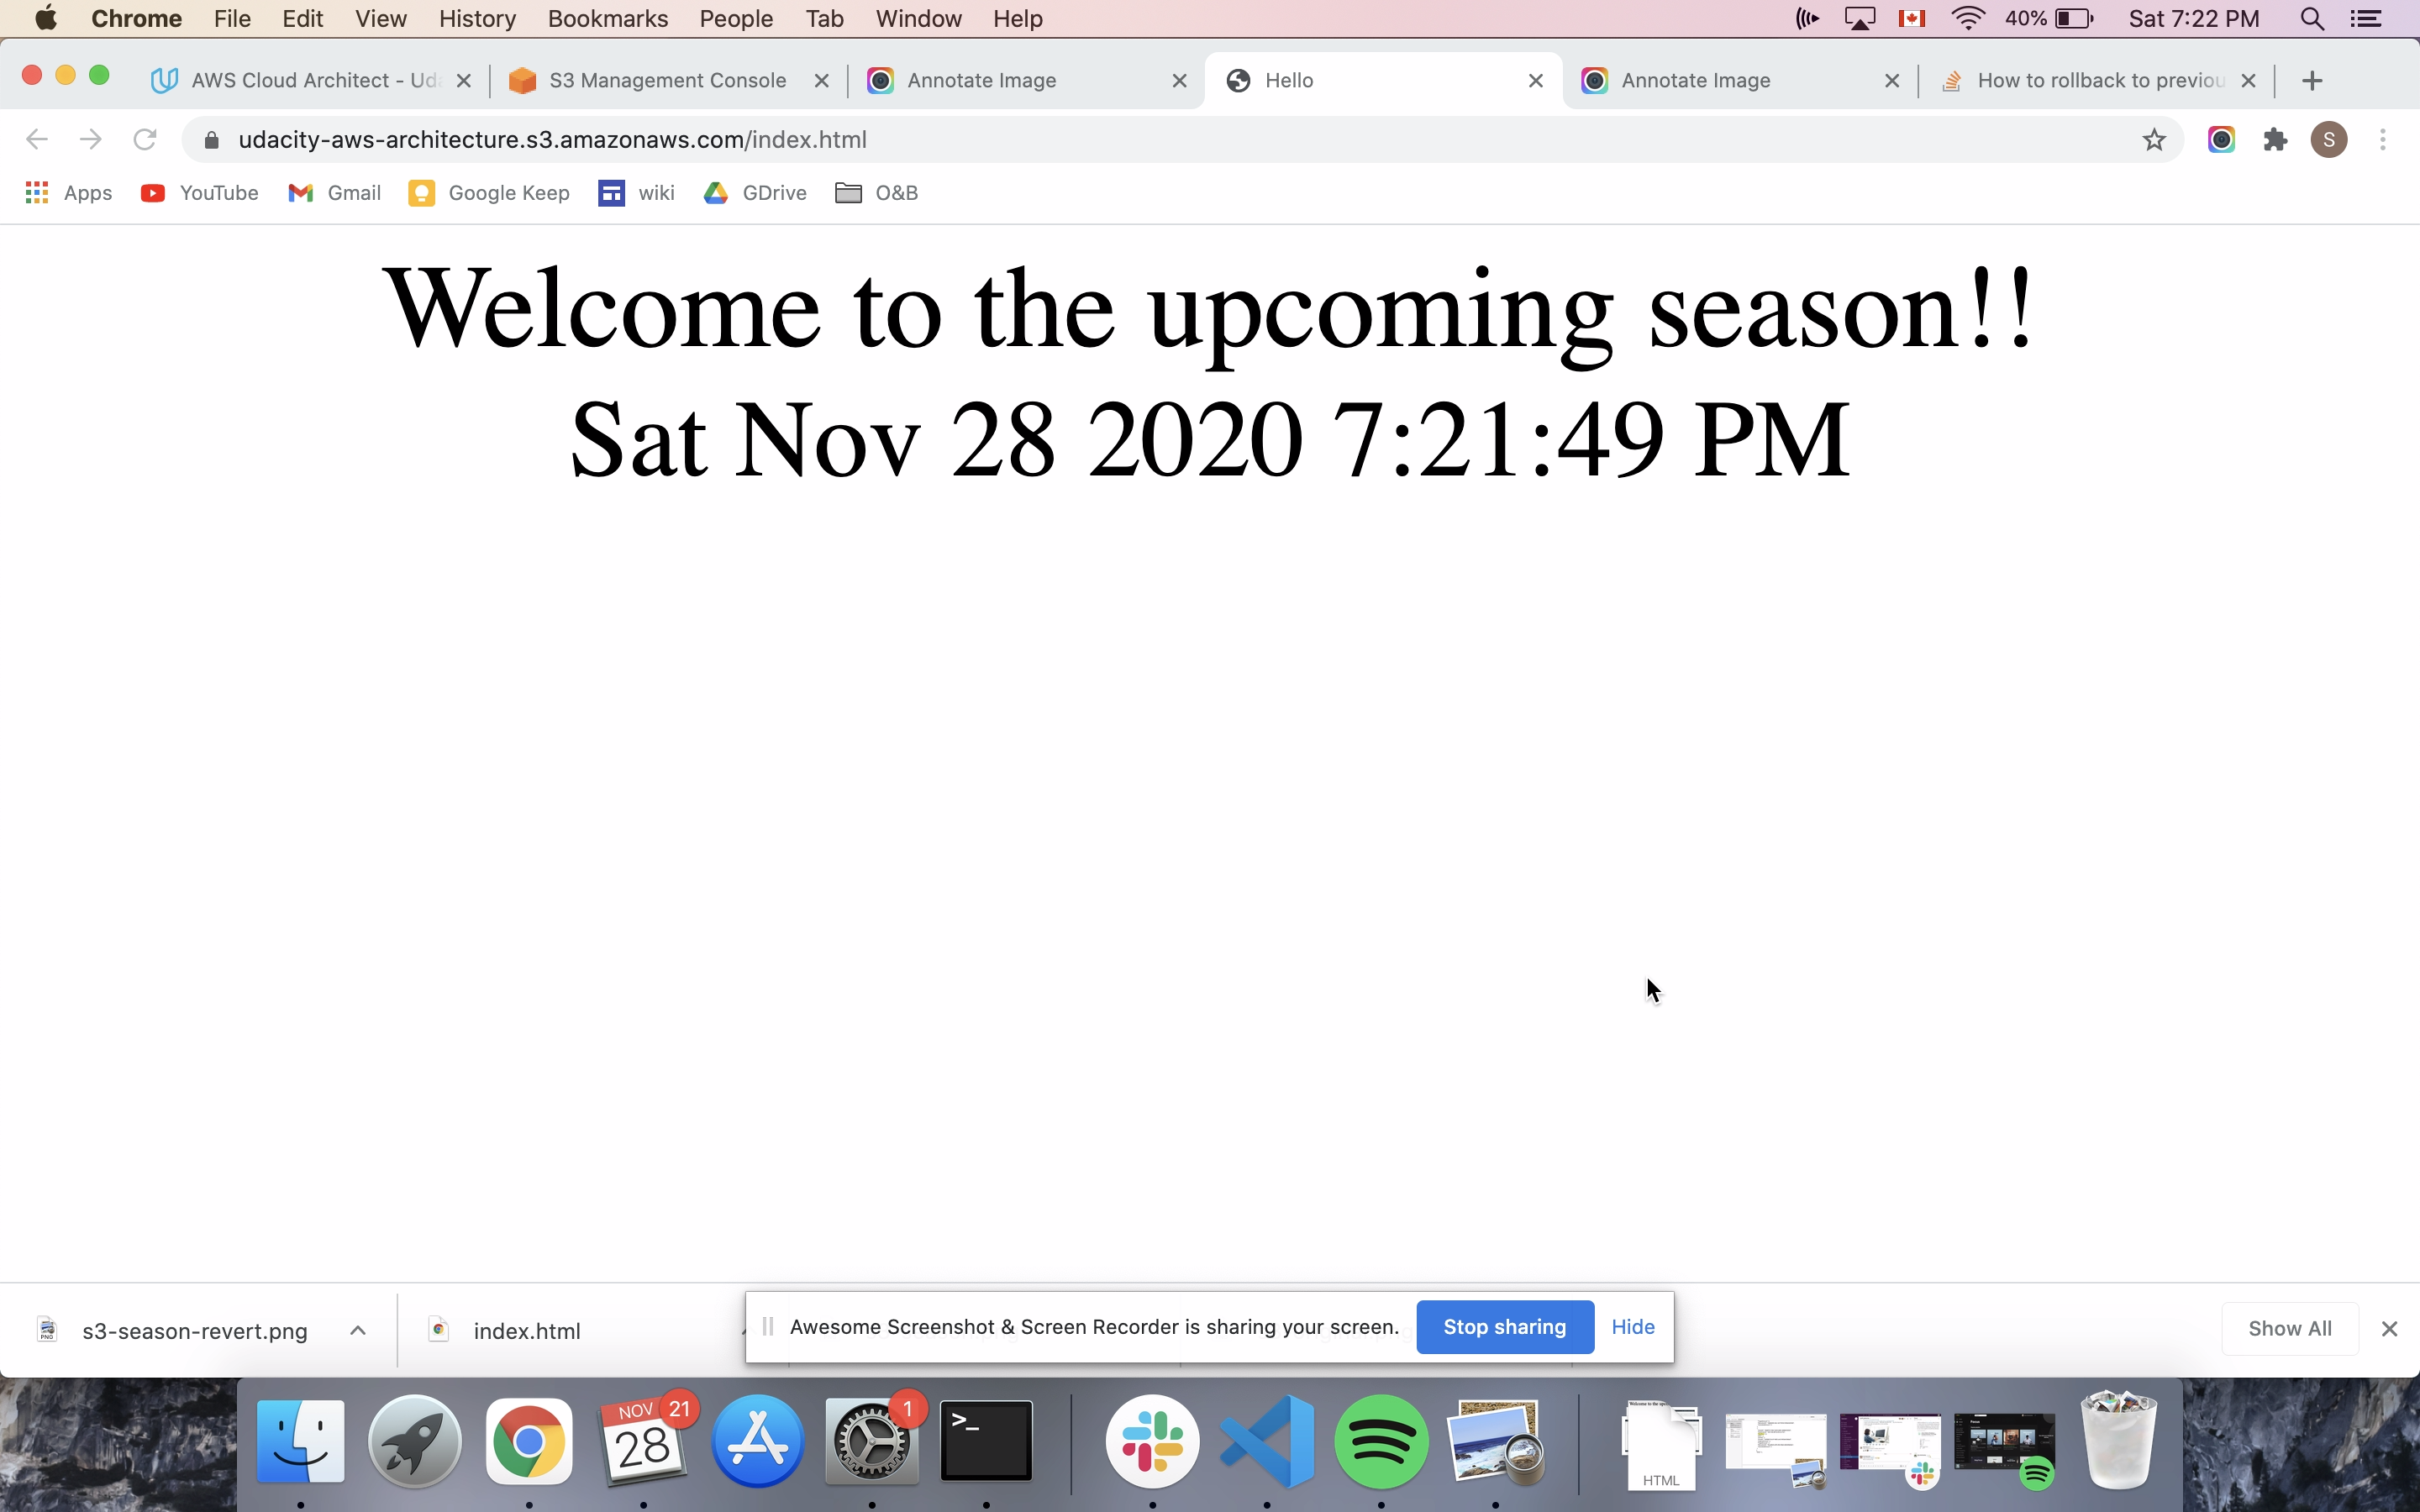 Chrome File Edit View History Bookmarks People Tab Window Help 40% Sat 7:22 PM
AWS Cloud Architect - Uda S3 Management Console Annotate Image Hello Annotate Image How to rollback to previou
udacity-aws-architecture.s3.amazonaws.com/index.html S
Apps YouTube Gmail Google Keep wiki GDrive O&B
Welcome to the upcoming season!!
Sat Nov 28 2020 7:21:49 PM
s3-season-revert.png index.html Awesome Screenshot & Screen Recorder is sharing your screen. Stop sharing Hide Show All
NOV 21 1
28
HTML